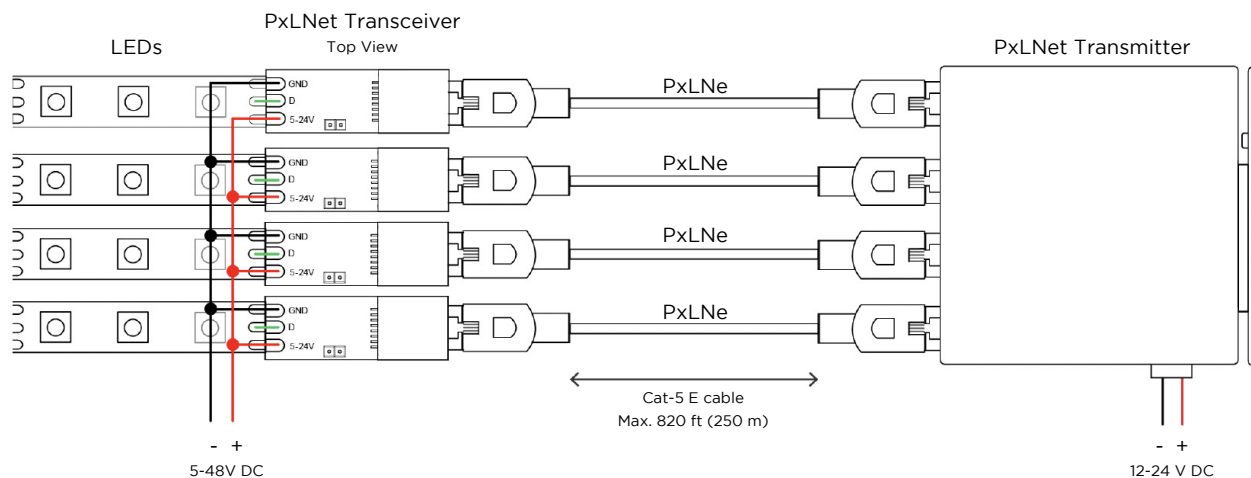 PxLNet Transceiver
LEDs
Top View
PxLNet Transmitter
GND
D
5-24V
PxLNe
GND
D
5-24V
PxLNe
GND
D
5-24V
PxLNe
GND
D
5-24V
PxLNe
Cat-5 E cable
Max. 820 ft (250 m)
- +
5-48V DC
- +
12-24 V DC